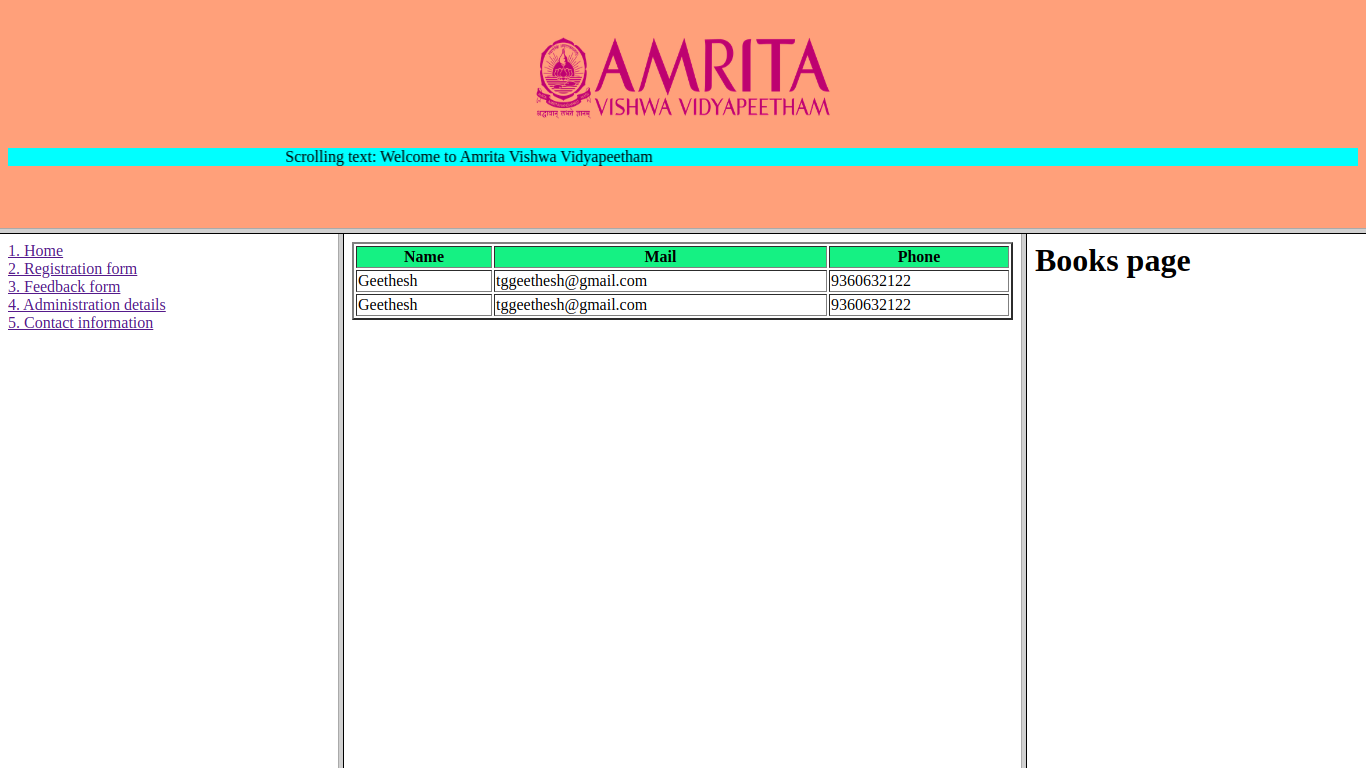 AMRITA
VISHWA VIDYAPEETHAM
श्रद्धावान् लभते ज्ञानम्
Scrolling text: Welcome to Amrita Vishwa Vidyapeetham
1. Home
2. Registration form
3. Feedback form
4. Administration details
5. Contact information
Name Mail Phone
Geethesh tggeethesh@gmail.com 9360632122
Geethesh tggeethesh@gmail.com 9360632122
Books page